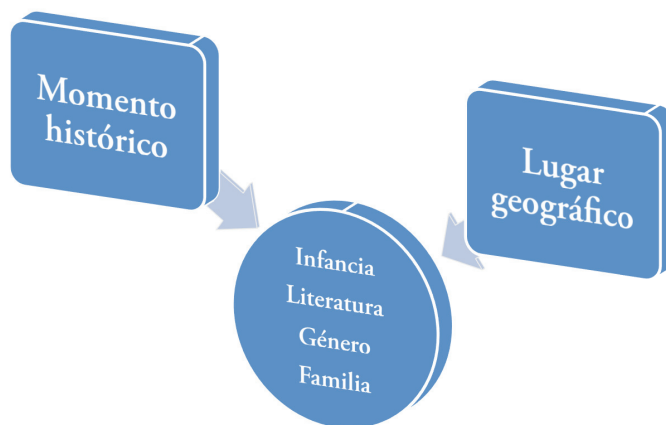 Momento
histórico
Lugar
geográfico
Infancia
Literatura
Género
Familia